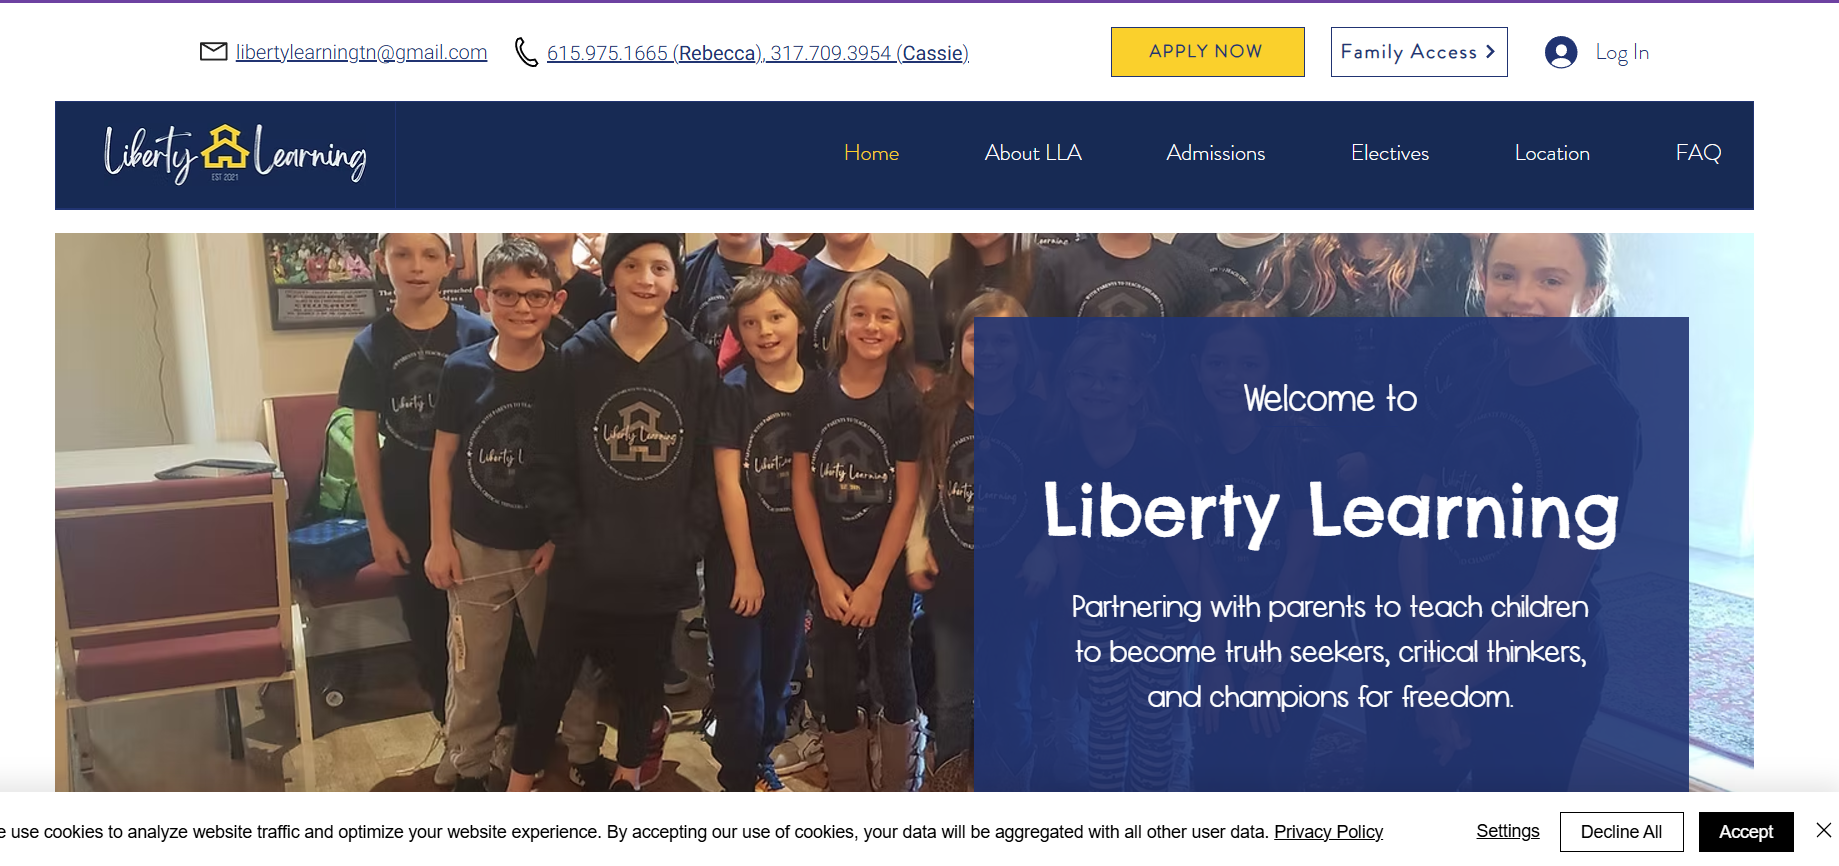 libertylearningtn@gmail.com
615.975.1665 (Rebecca), 317.709.3954 (Cassie)
APPLY NOW
Family Access
Log In
Liberty Learning
EST 2021
Home
About LLA
Admissions
Electives
Location
FAQ
Liberty Learning
Welcome to
Liberty Learning
Partnering with parents to teach children
to become truth seekers, critical thinkers,
and champions for freedom.
use cookies to analyze website traffic and optimize your website experience. By accepting our use of cookies, your data will be aggregated with all other user data. Privacy Policy
Settings
Decline All
Accept